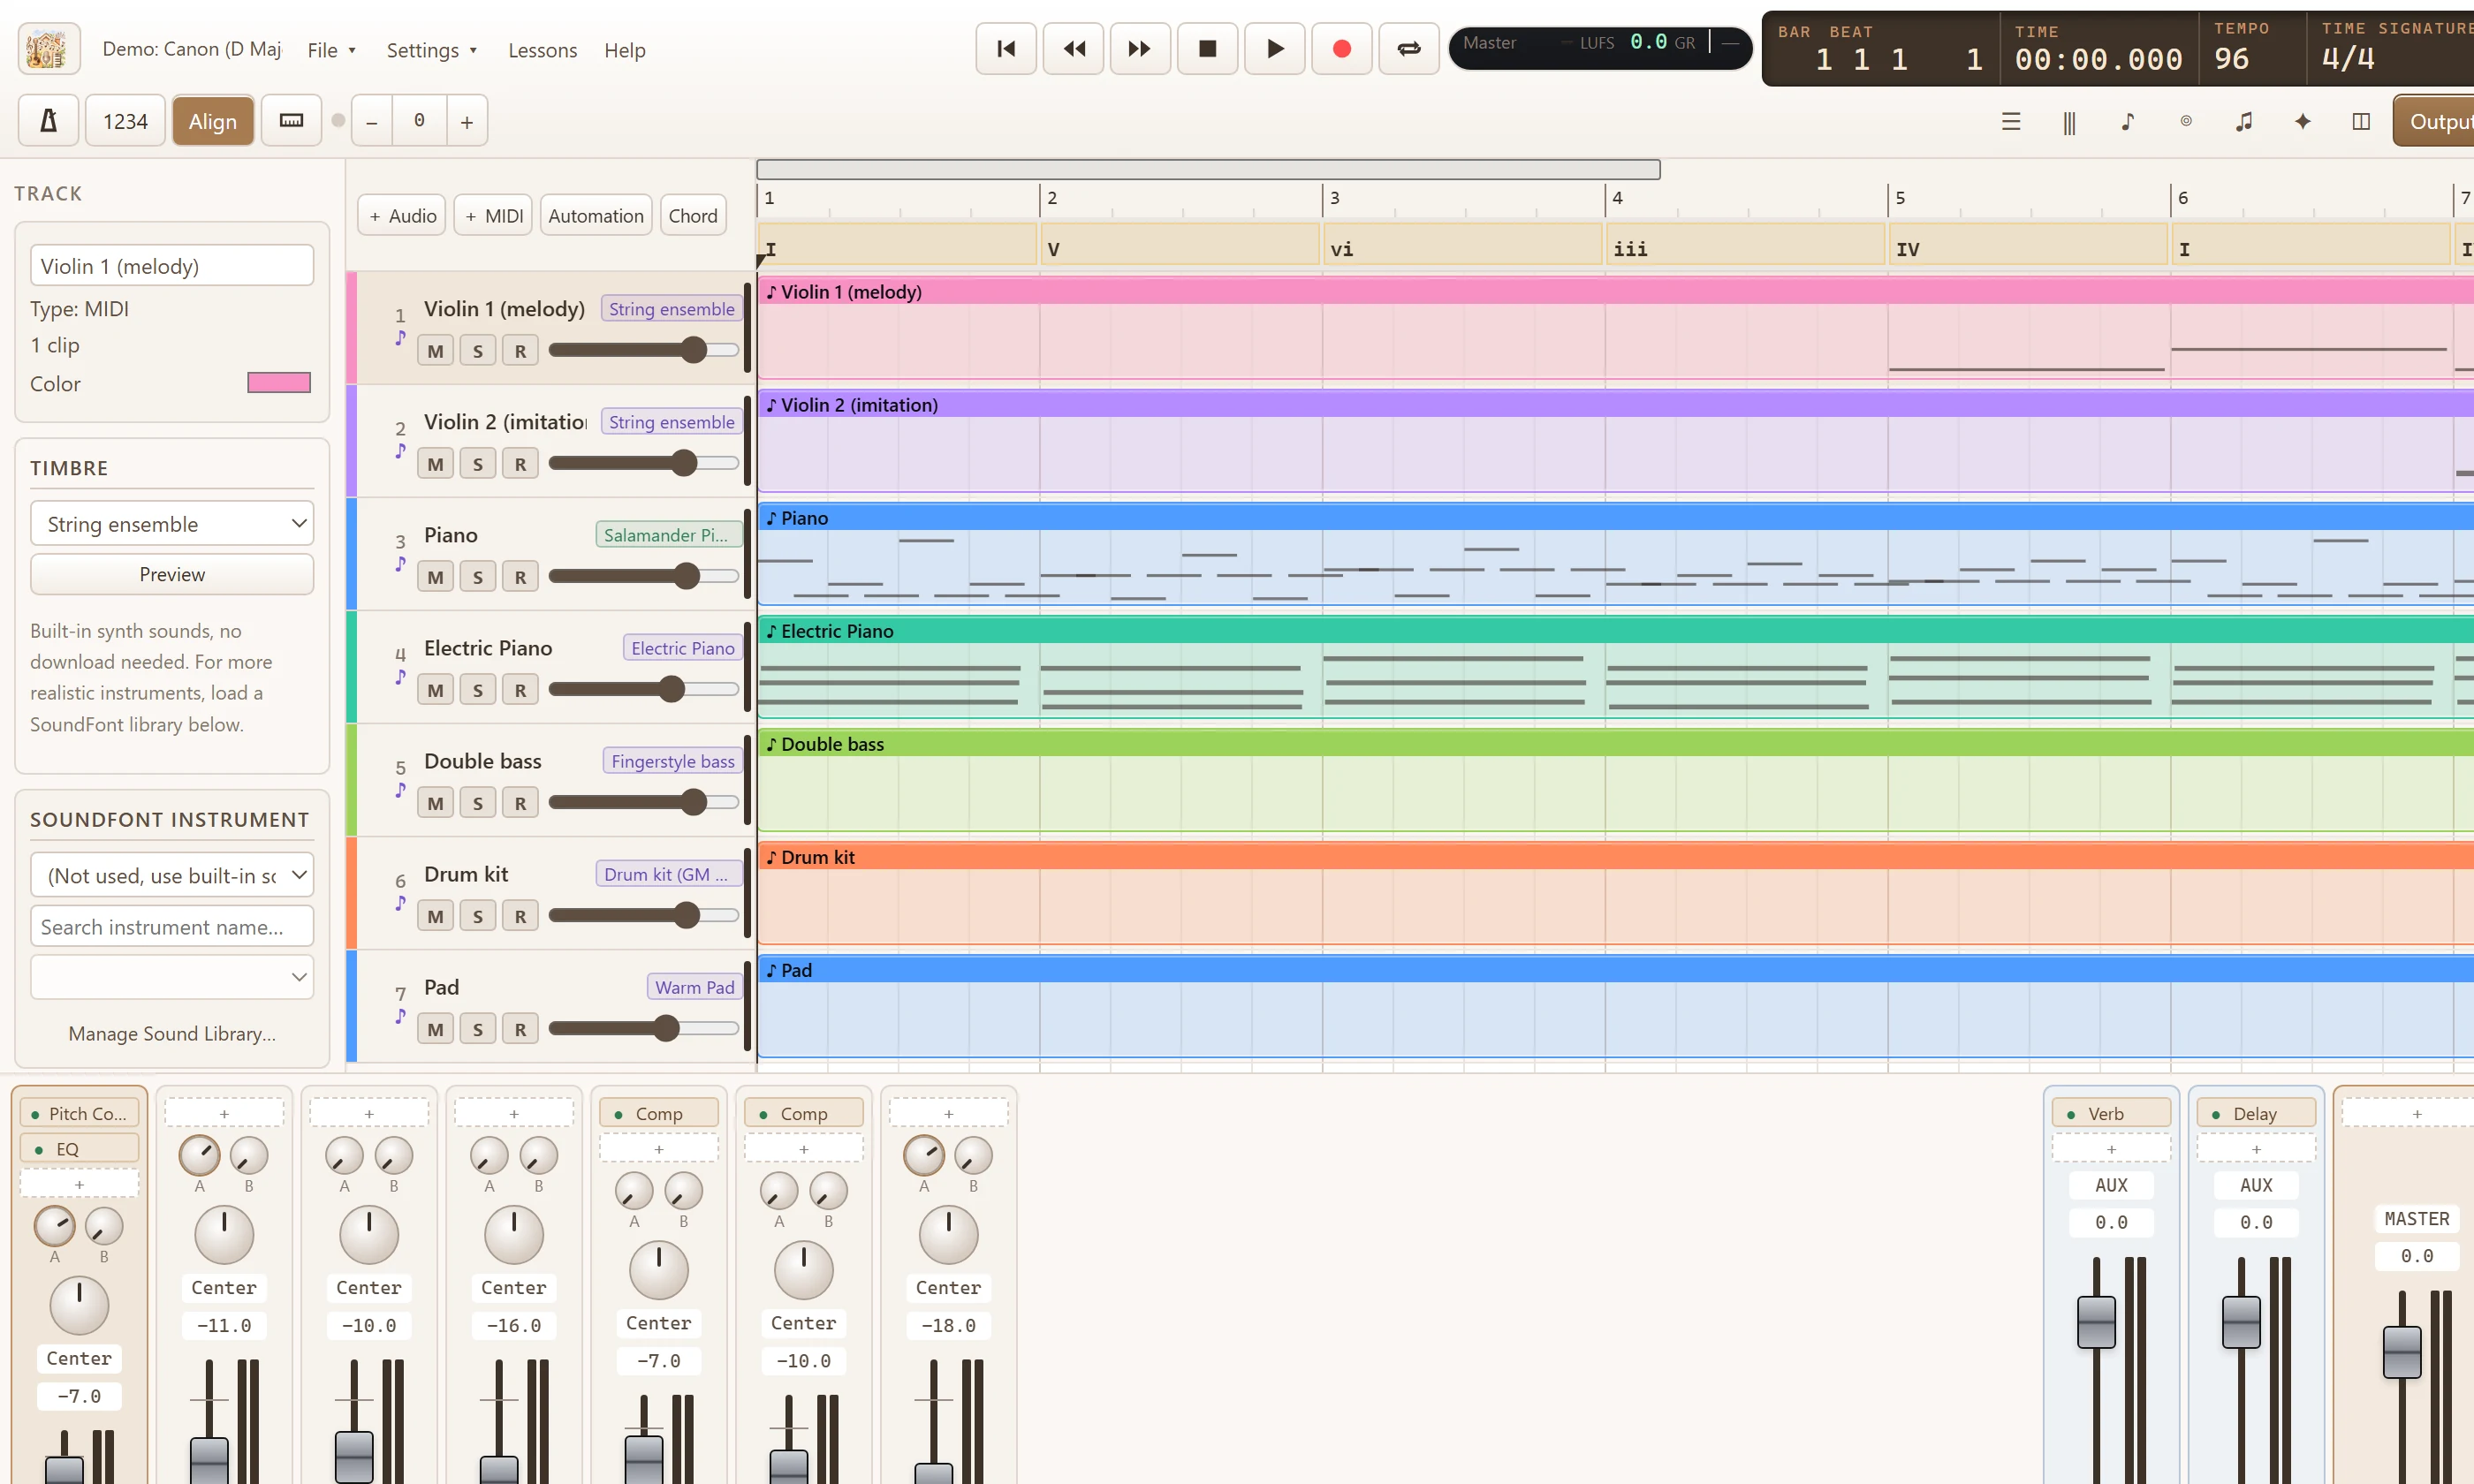 Demo: Canon (D Maj
File ▾
Settings ▾
Lessons
Help
Master
— LUFS 0.0 GR —
BAR BEAT
1 1 1 1
TIME
00:00.000
TEMPO
96
TIME SIGNATURE
4/4
1234
Align
− 0 +
Output
TRACK
Violin 1 (melody)
Type: MIDI
1 clip
Color
TIMBRE
String ensemble
Preview
Built-in synth sounds, no
download needed. For more
realistic instruments, load a
SoundFont library below.
SOUNDFONT INSTRUMENT
(Not used, use built-in sc
Search instrument name...
Manage Sound Library...
+ Audio
+ MIDI
Automation
Chord
1 2 3 4 5 6 7
I V vi iii IV I I
1 Violin 1 (melody) String ensemble
M S R
♪ Violin 1 (melody)
2 Violin 2 (imitation String ensemble
M S R
♪ Violin 2 (imitation)
3 Piano Salamander Pi...
M S R
♪ Piano
4 Electric Piano Electric Piano
M S R
♪ Electric Piano
5 Double bass Fingerstyle bass
M S R
♪ Double bass
6 Drum kit Drum kit (GM ...
M S R
♪ Drum kit
7 Pad Warm Pad
M S R
♪ Pad
Pitch Co...
EQ
+
A B
Center
-7.0
+
A B
Center
-11.0
+
A B
Center
-10.0
+
A B
Center
-16.0
Comp
+
A B
Center
-7.0
Comp
+
A B
Center
-10.0
+
A B
Center
-18.0
Verb
+
AUX
0.0
Delay
+
AUX
0.0
+
MASTER
0.0